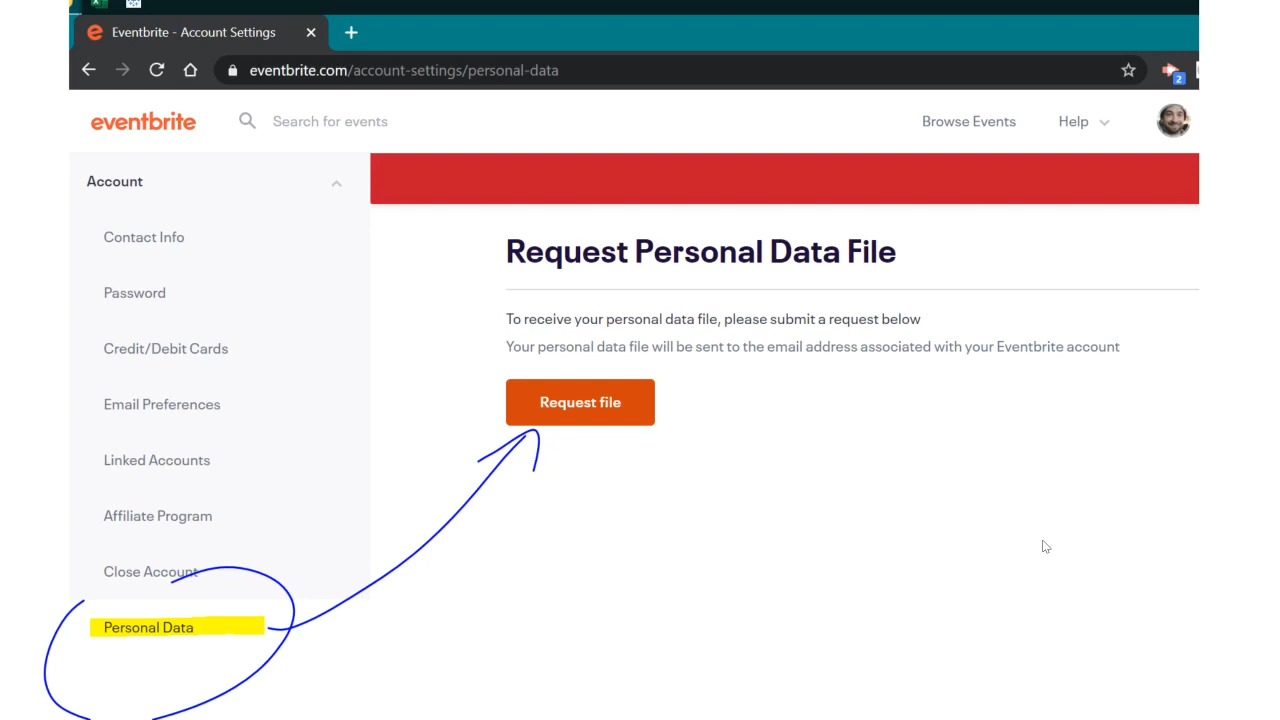 Eventbrite - Account Settings
eventbrite.com/account-settings/personal-data
2
eventbrite
Search for events
Browse Events
Help
Account
Contact Info
Password
Credit/Debit Cards
Email Preferences
Linked Accounts
Affiliate Program
Close Account
Personal Data
Request Personal Data File
To receive your personal data file, please submit a request below
Your personal data file will be sent to the email address associated with your Eventbrite account
Request file